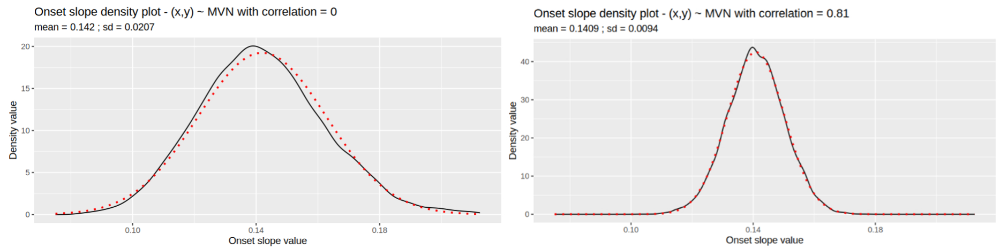 Onset slope density plot - (x,y) ~ MVN with correlation = 0
mean = 0.142 ; sd = 0.0207
20
15
10
5
0
Density value
0.10
0.14
0.18
Onset slope value
Onset slope density plot - (x,y) ~ MVN with correlation = 0.81
mean = 0.1409 ; sd = 0.0094
40
30
20
10
0
Density value
0.10
0.14
0.18
Onset slope value